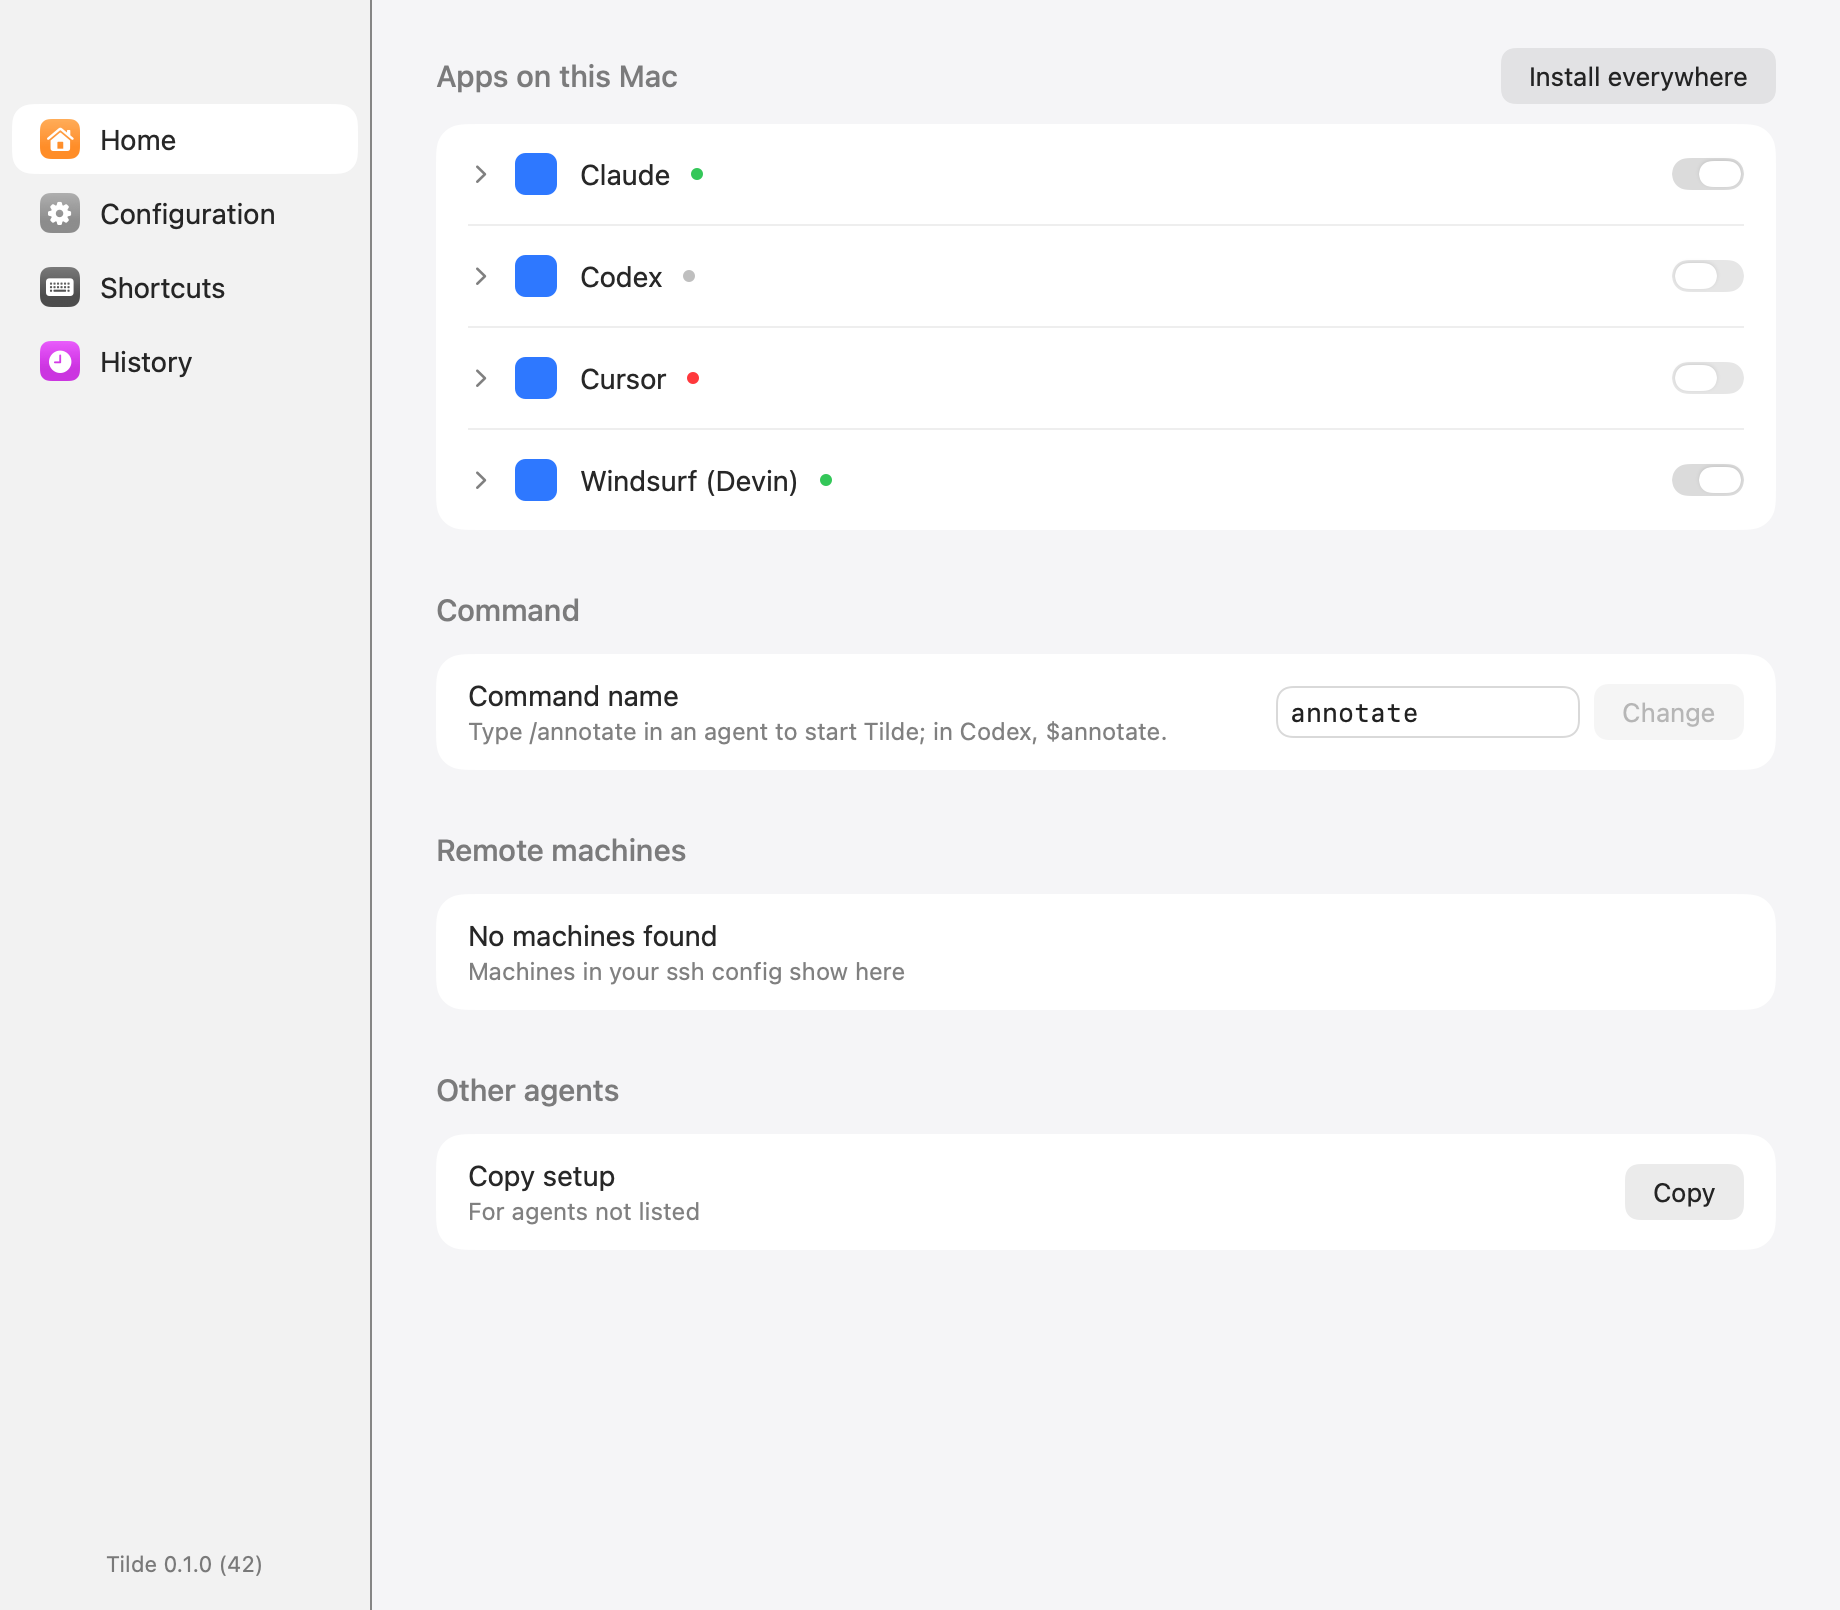 Home
Configuration
Shortcuts
History
Tilde 0.1.0 (42)
Apps on this Mac
Install everywhere
Claude
Codex
Cursor
Windsurf (Devin)
Command
Command name
Type /annotate in an agent to start Tilde; in Codex, $annotate.
annotate
Change
Remote machines
No machines found
Machines in your ssh config show here
Other agents
Copy setup
For agents not listed
Copy